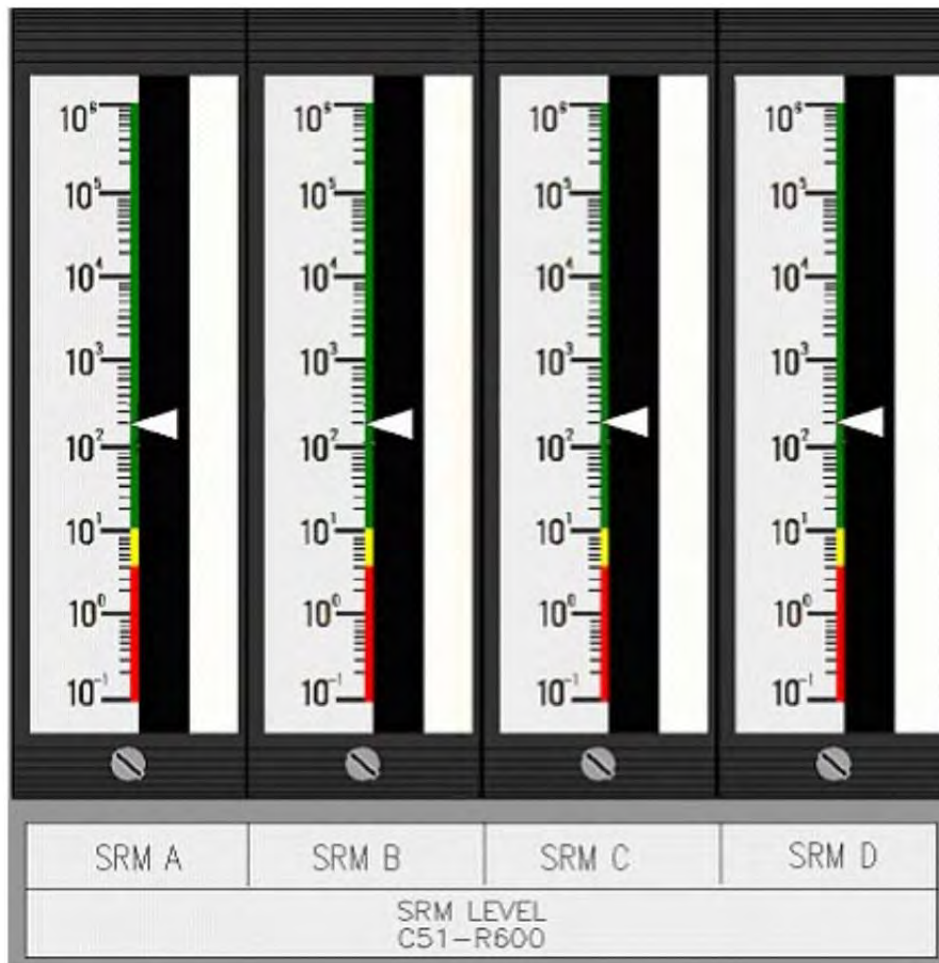 10⁶ 10⁶ 10⁶ 10⁶
10⁵ 10⁵ 10⁵ 10⁵
10⁴ 10⁴ 10⁴ 10⁴
10³ 10³ 10³ 10³
10² 10² 10² 10²
10¹ 10¹ 10¹ 10¹
10⁰ 10⁰ 10⁰ 10⁰
10⁻¹ 10⁻¹ 10⁻¹ 10⁻¹
SRM A SRM B SRM C SRM D
SRM LEVEL
C51-R600